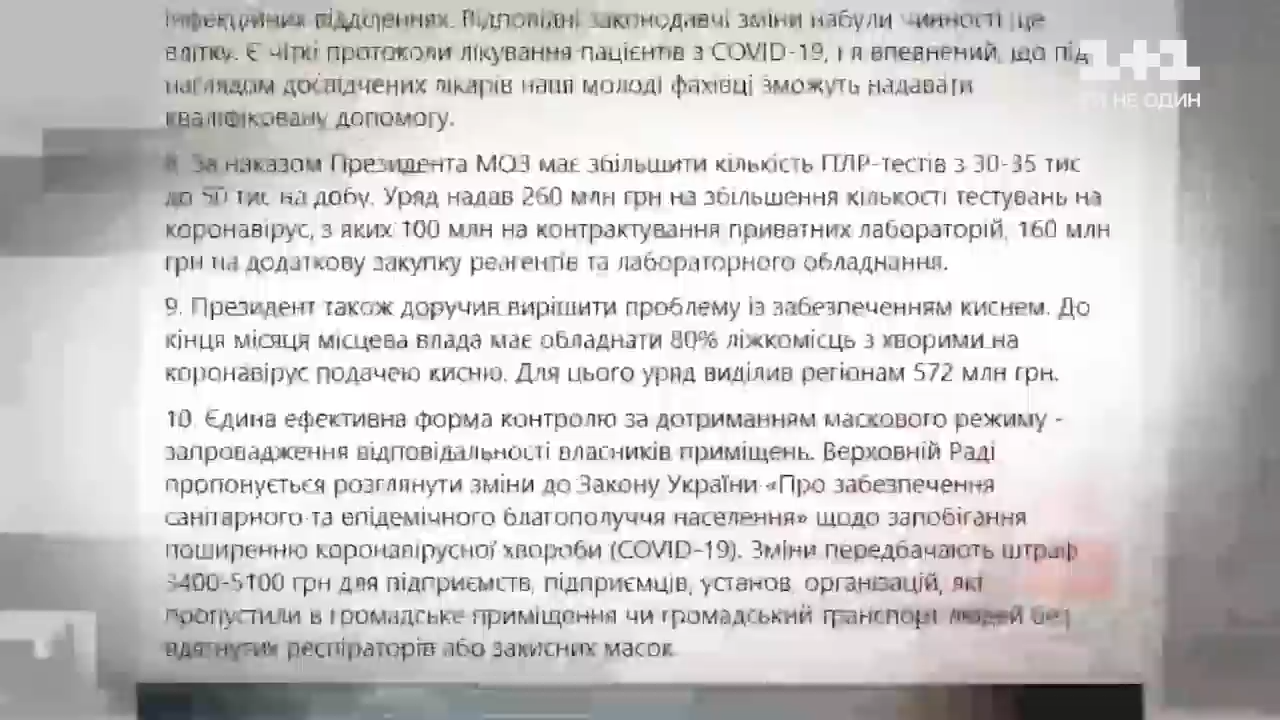 інфекційних відділеннях. Відповідні законодавчі зміни набули чинності ще
влітку. Є чіткі протоколи лікування пацієнтів з COVID-19, і я впевнений, що під
наглядом досвідчених лікарів наші молоді фахівці зможуть надавати
кваліфіковану допомогу.
8. За наказом Президента МОЗ має збільшити кількість ПЛР-тестів з 30-35 тис
до 50 тис на добу. Уряд надав 260 млн грн на збільшення кількості тестувань на
коронавірус, з яких 100 млн на контрактування приватних лабораторій, 160 млн
грн на додаткову закупку реагентів та лабораторного обладнання.
9. Президент також доручив вирішити проблему із забезпеченням киснем. До
кінця місяця місцева влада має обладнати 80% ліжкомісць з хворими на
коронавірус подачею кисню. Для цього уряд виділив регіонам 572 млн грн.
10. Єдина ефективна форма контролю за дотриманням маскового режиму -
запровадження відповідальності власників приміщень. Верховній Раді
пропонується розглянути зміни до Закону України «Про забезпечення
санітарного та епідемічного благополуччя населення» щодо запобігання
поширенню коронавірусної хвороби (COVID-19). Зміни передбачають штраф
3400-5100 грн для підприємств, підприємців, установ, організацій, які
пропустили в громадське приміщення чи громадський транспорт людей без
вдягнутих респіраторів або захисних масок.
1+1
ТИ НЕ ОДИН